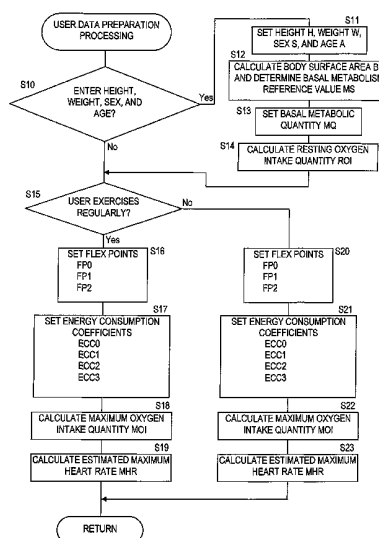 USER DATA PREPARATION
PROCESSING
S10
ENTER HEIGHT,
WEIGHT, SEX, AND
AGE?
Yes
No
S11
SET HEIGHT H, WEIGHT W,
SEX S, AND AGE A
S12
CALCULATE BODY SURFACE AREA B
AND DETERMINE BASAL METABOLISM
REFERENCE VALUE MS
S13
SET BASAL METABOLIC
QUANTITY MQ
S14
CALCULATE RESTING OXYGEN
INTAKE QUANTITY ROI
S15
USER EXERCISES
REGULARLY?
No
Yes
S16
SET FLEX POINTS
FP0
FP1
FP2
S17
SET ENERGY CONSUMPTION
COEFFICIENTS
ECC0
ECC1
ECC2
ECC3
S18
CALCULATE MAXIMUM OXYGEN
INTAKE QUANTITY MOI
S19
CALCULATE ESTIMATED MAXIMUM
HEART RATE MHR
S20
SET FLEX POINTS
FP0
FP1
FP2
S21
SET ENERGY CONSUMPTION
COEFFICIENTS
ECC0
ECC1
ECC2
ECC3
S22
CALCULATE MAXIMUM OXYGEN
INTAKE QUANTITY MOI
S23
CALCULATE ESTIMATED MAXIMUM
HEART RATE MHR
RETURN